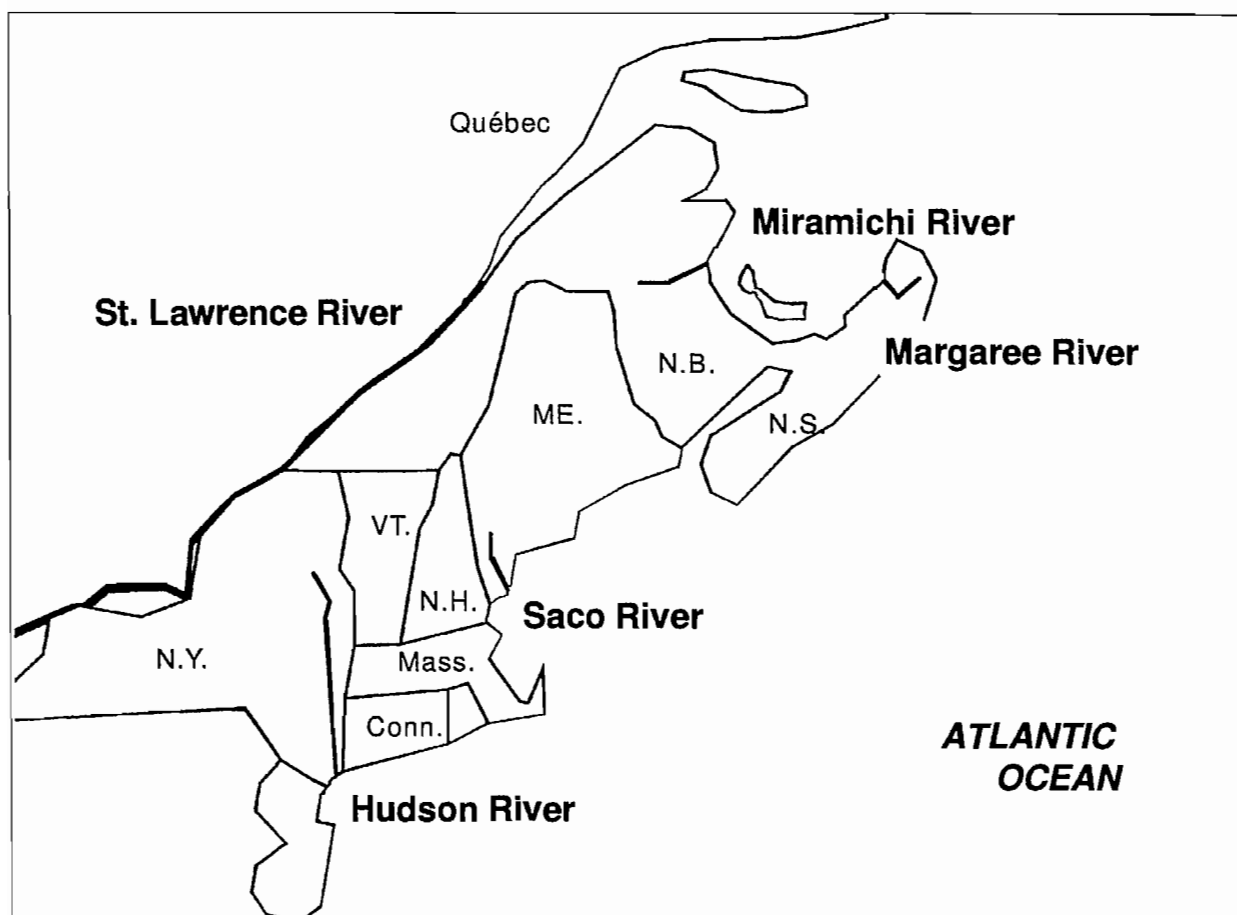 Québec
Miramichi River
St. Lawrence River
Margaree River
N.B.
ME.
N.S.
VT.
N.H.
Saco River
N.Y.
Mass.
Conn.
ATLANTIC
OCEAN
Hudson River